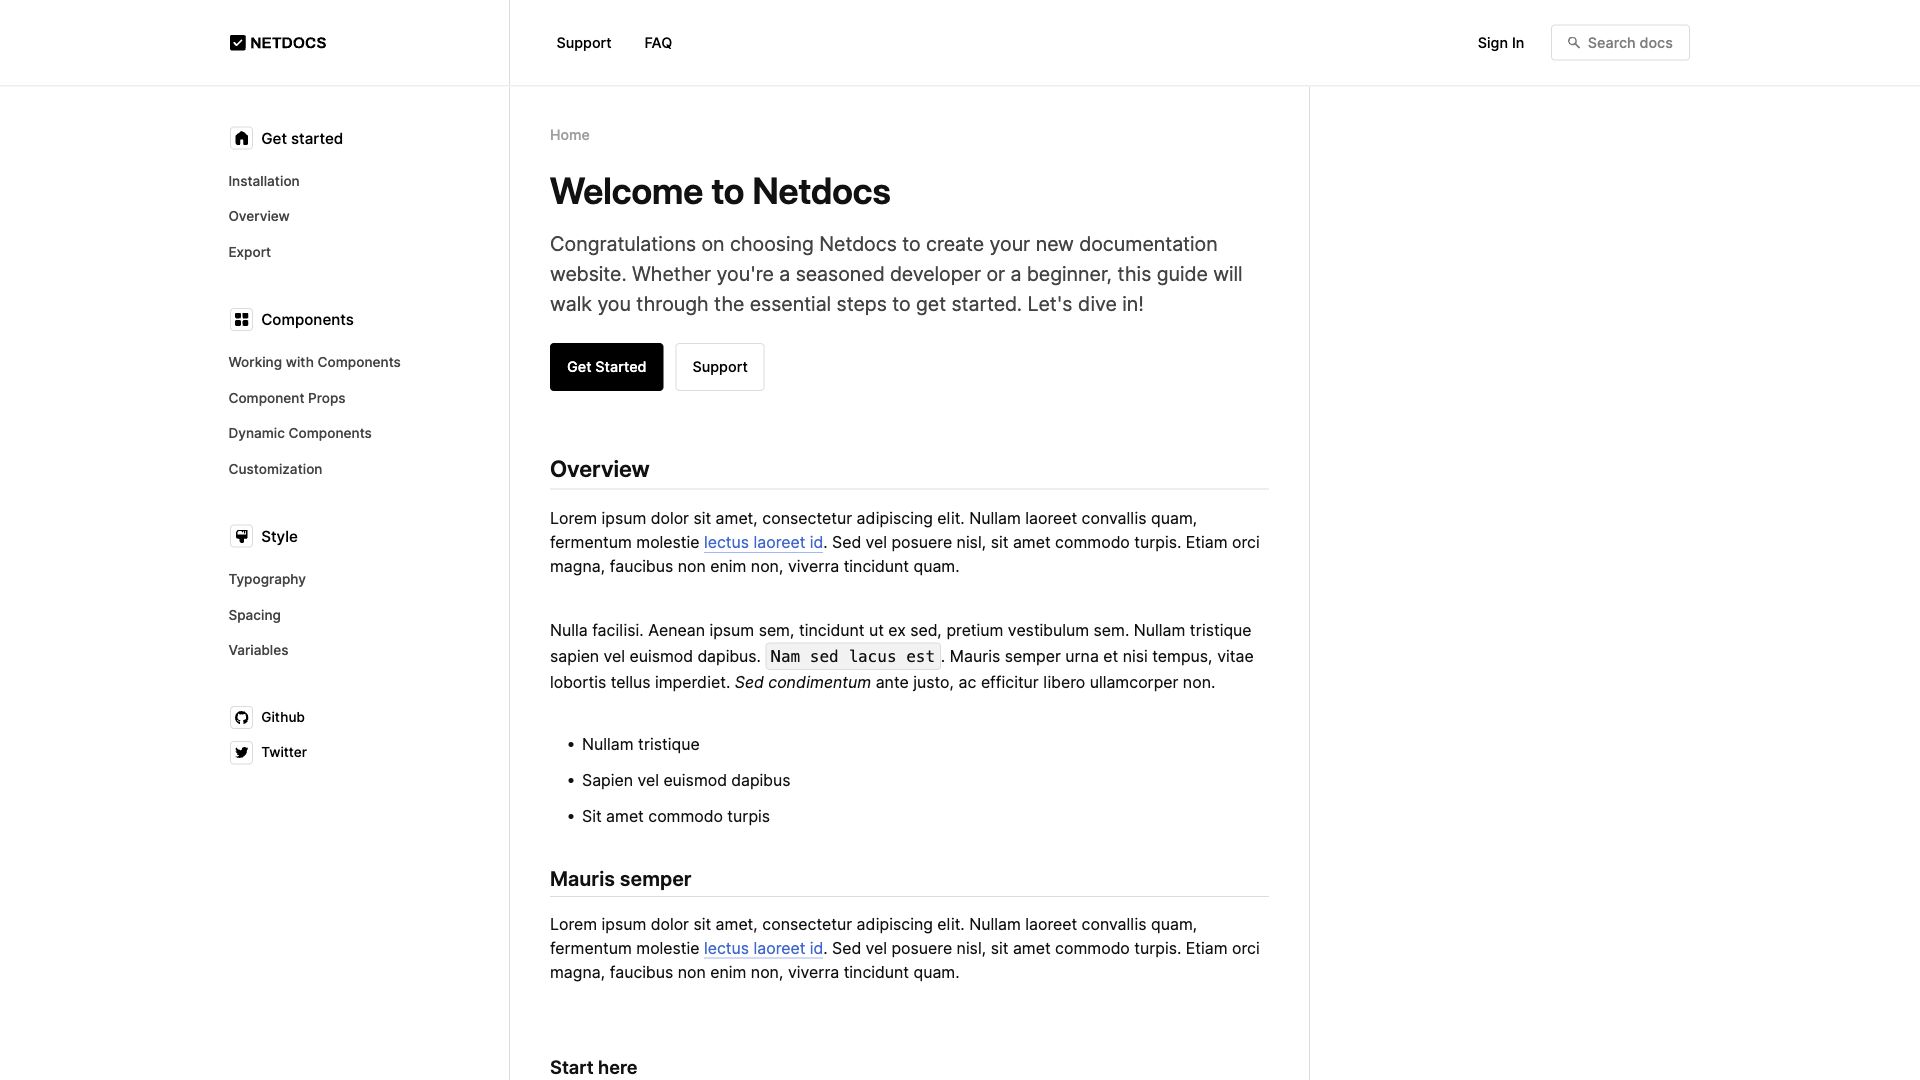 NETDOCS
Support
FAQ
Sign In
Search docs
Get started
Installation
Overview
Export
Components
Working with Components
Component Props
Dynamic Components
Customization
Style
Typography
Spacing
Variables
Github
Twitter
Home
Welcome to Netdocs
Congratulations on choosing Netdocs to create your new documentation
website. Whether you're a seasoned developer or a beginner, this guide will
walk you through the essential steps to get started. Let's dive in!
Get Started
Support
Overview
Lorem ipsum dolor sit amet, consectetur adipiscing elit. Nullam laoreet convallis quam,
fermentum molestie lectus laoreet id. Sed vel posuere nisl, sit amet commodo turpis. Etiam orci
magna, faucibus non enim non, viverra tincidunt quam.
Nulla facilisi. Aenean ipsum sem, tincidunt ut ex sed, pretium vestibulum sem. Nullam tristique
sapien vel euismod dapibus. Nam sed lacus est. Mauris semper urna et nisi tempus, vitae
lobortis tellus imperdiet. Sed condimentum ante justo, ac efficitur libero ullamcorper non.
• Nullam tristique
• Sapien vel euismod dapibus
• Sit amet commodo turpis
Mauris semper
Lorem ipsum dolor sit amet, consectetur adipiscing elit. Nullam laoreet convallis quam,
fermentum molestie lectus laoreet id. Sed vel posuere nisl, sit amet commodo turpis. Etiam orci
magna, faucibus non enim non, viverra tincidunt quam.
Start here